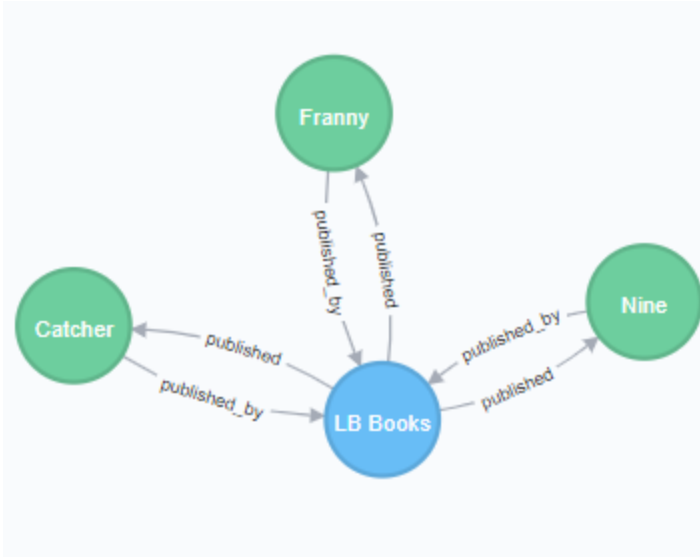 Franny
published_by
published
Nine
Catcher
published
published_by
published_by
published
LB Books